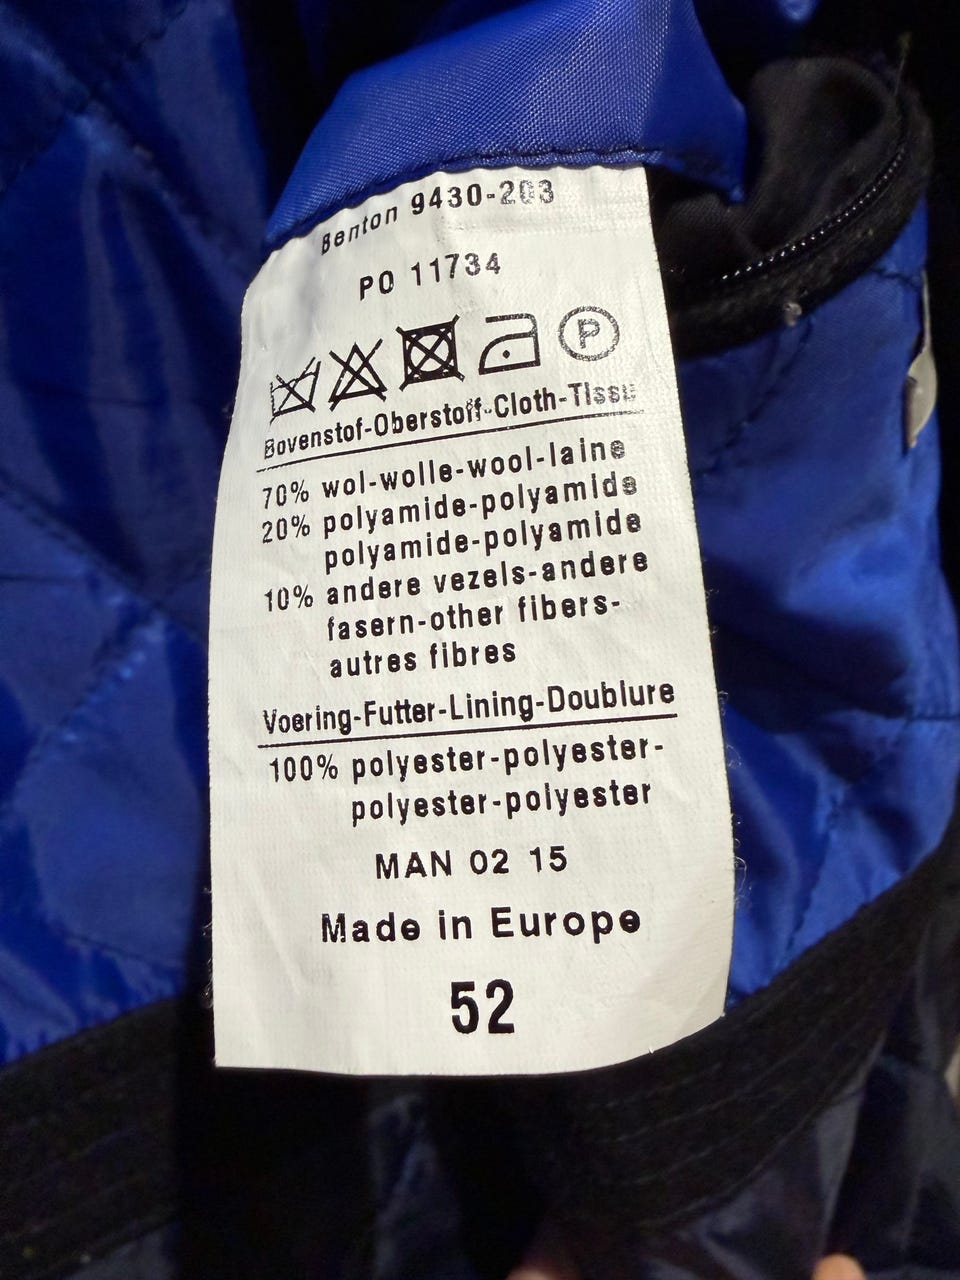 Benton 9430-203
PO 11734
P
Bovenstof-Oberstoff-Cloth-Tissu
70% wol-wolle-wool-laine
20% polyamide-polyamide
polyamide-polyamide
10% andere vezels-andere
fasern-other fibers-
autres fibres
Voering-Futter-Lining-Doublure
100% polyester-polyester-
polyester-polyester
MAN 02 15
Made in Europe
52